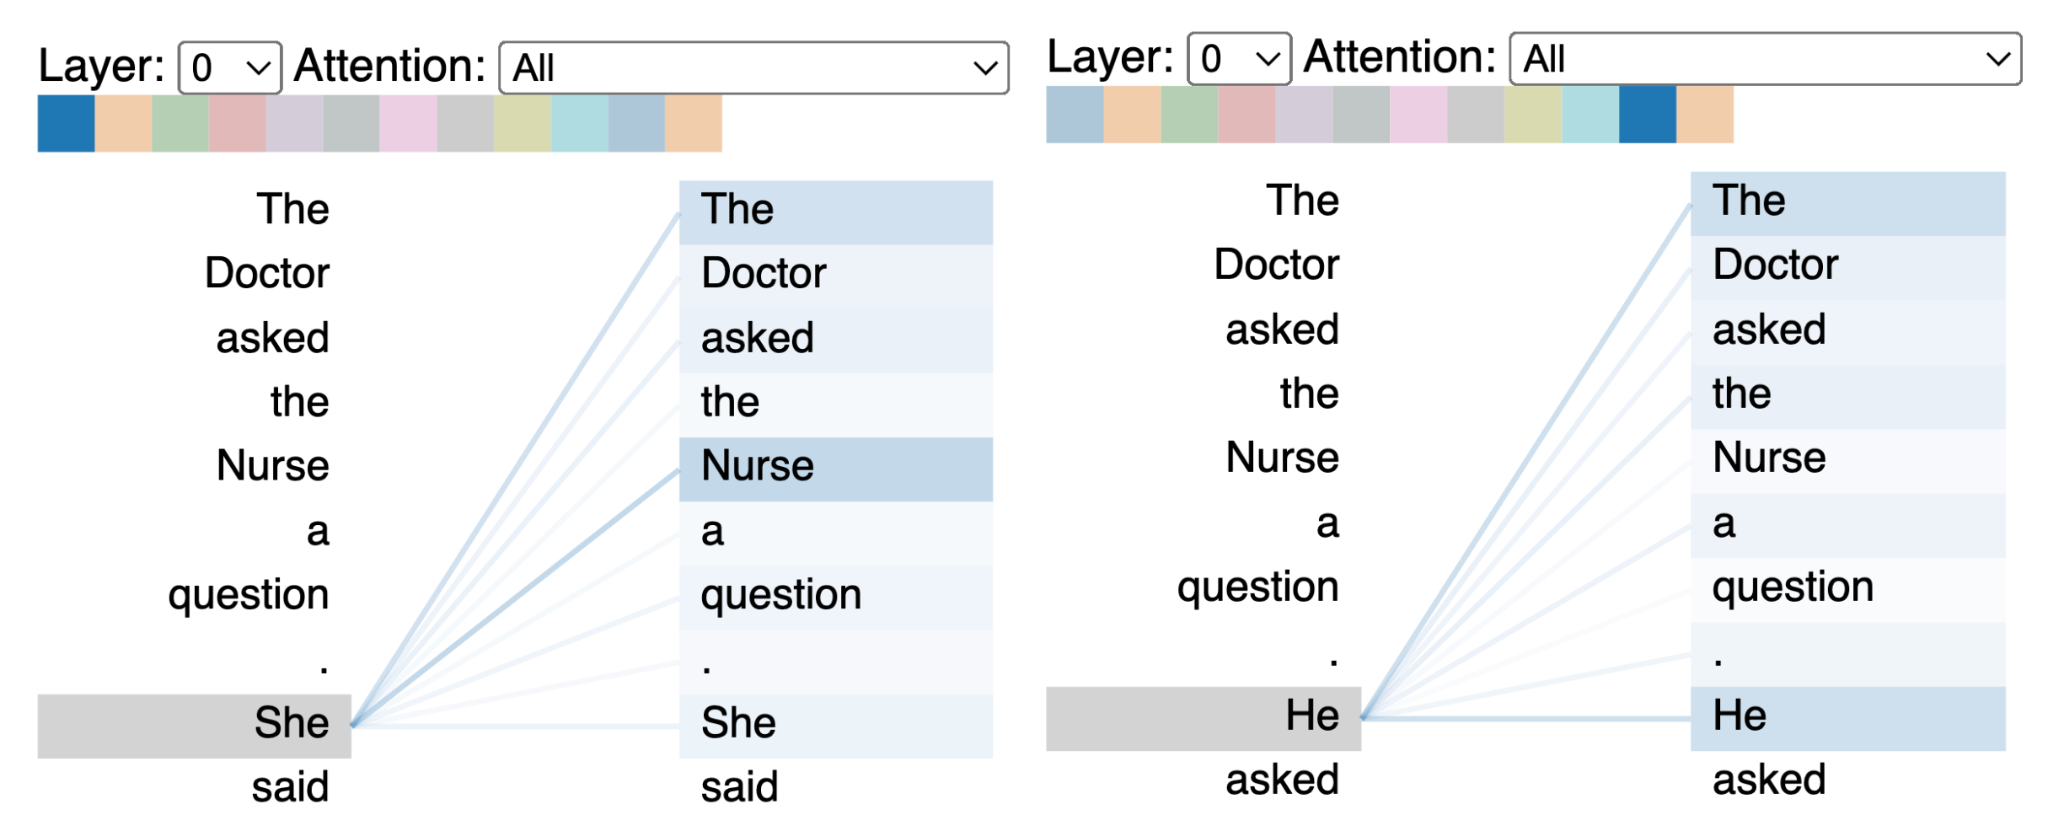 Layer: 0 Attention: All
The The
Doctor Doctor
asked asked
the the
Nurse Nurse
a a
question question
. .
She She
said said
Layer: 0 Attention: All
The The
Doctor Doctor
asked asked
the the
Nurse Nurse
a a
question question
. .
He He
asked asked